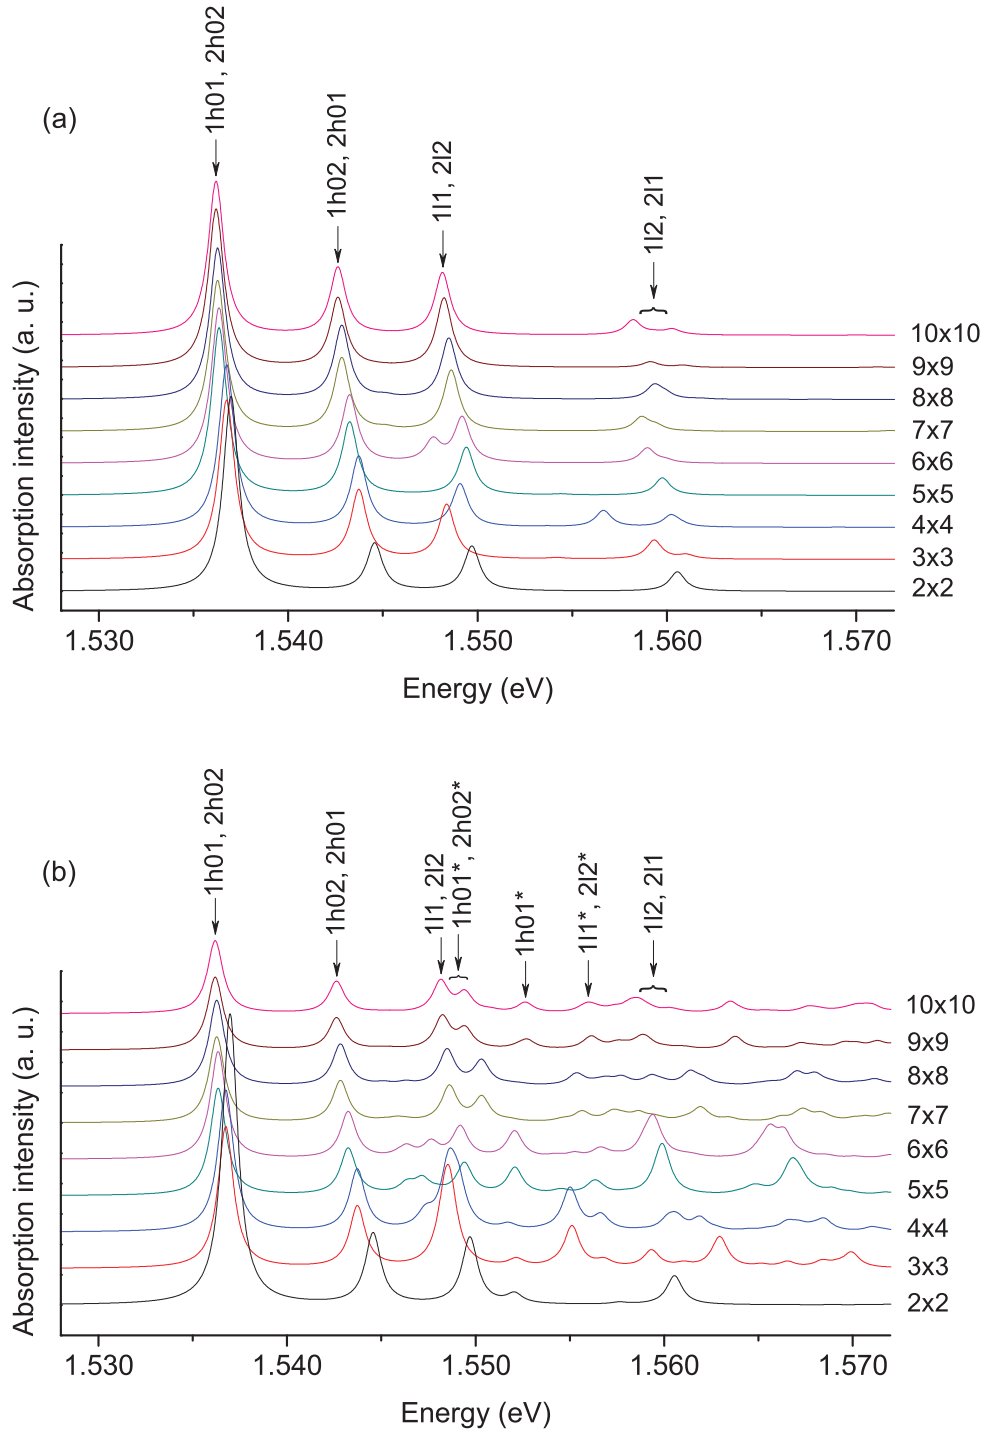 (a)
1h01, 2h02
1h02, 2h01
1l1, 2l2
1l2, 2l1
Absorption intensity (a. u.)
10x10
9x9
8x8
7x7
6x6
5x5
4x4
3x3
2x2
1.530 1.540 1.550 1.560 1.570
Energy (eV)
(b)
1h01, 2h02
1h02, 2h01
1l1, 2l2
1h01*, 2h02*
1h01*
1l1*, 2l2*
1l2, 2l1
Absorption intensity (a. u.)
10x10
9x9
8x8
7x7
6x6
5x5
4x4
3x3
2x2
1.530 1.540 1.550 1.560 1.570
Energy (eV)